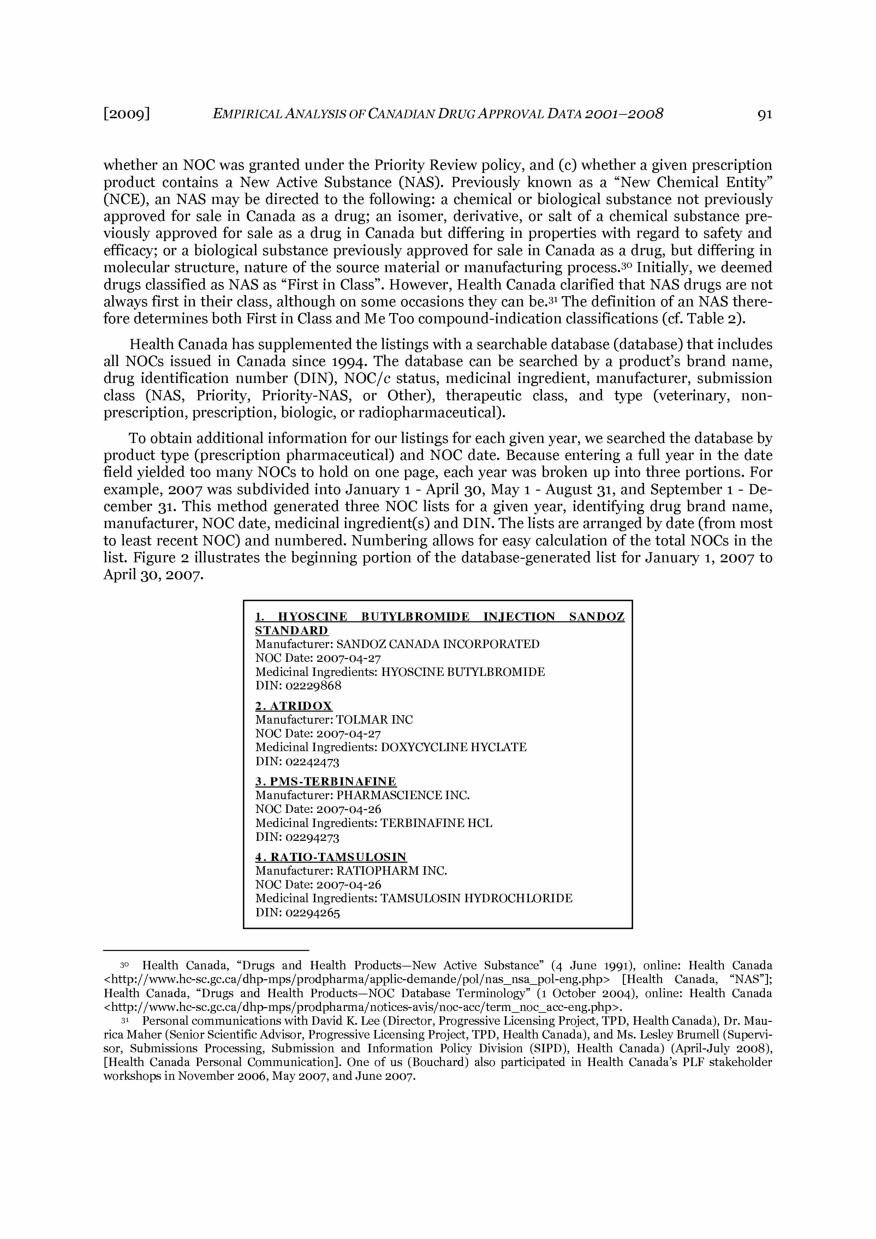 [2009] EMPIRICAL ANALYSIS OF CANADIAN DRUG APPROVAL DATA 2001–2008 91
whether an NOC was granted under the Priority Review policy, and (c) whether a given prescription
product contains a New Active Substance (NAS). Previously known as a “New Chemical Entity”
(NCE), an NAS may be directed to the following: a chemical or biological substance not previously
approved for sale in Canada as a drug; an isomer, derivative, or salt of a chemical substance pre-
viously approved for sale as a drug in Canada but differing in properties with regard to safety and
efficacy; or a biological substance previously approved for sale in Canada as a drug, but differing in
molecular structure, nature of the source material or manufacturing process.³⁰ Initially, we deemed
drugs classified as NAS as “First in Class”. However, Health Canada clarified that NAS drugs are not
always first in their class, although on some occasions they can be.³¹ The definition of an NAS there-
fore determines both First in Class and Me Too compound-indication classifications (cf. Table 2).
Health Canada has supplemented the listings with a searchable database (database) that includes
all NOCs issued in Canada since 1994. The database can be searched by a product’s brand name,
drug identification number (DIN), NOC/c status, medicinal ingredient, manufacturer, submission
class (NAS, Priority, Priority-NAS, or Other), therapeutic class, and type (veterinary, non-
prescription, prescription, biologic, or radiopharmaceutical).
To obtain additional information for our listings for each given year, we searched the database by
product type (prescription pharmaceutical) and NOC date. Because entering a full year in the date
field yielded too many NOCs to hold on one page, each year was broken up into three portions. For
example, 2007 was subdivided into January 1 - April 30, May 1 - August 31, and September 1 - De-
cember 31. This method generated three NOC lists for a given year, identifying drug brand name,
manufacturer, NOC date, medicinal ingredient(s) and DIN. The lists are arranged by date (from most
to least recent NOC) and numbered. Numbering allows for easy calculation of the total NOCs in the
list. Figure 2 illustrates the beginning portion of the database-generated list for January 1, 2007 to
April 30, 2007.
1. HYOSCINE BUTYLBROMIDE INJECTION SANDOZ
STANDARD
Manufacturer: SANDOZ CANADA INCORPORATED
NOC Date: 2007-04-27
Medicinal Ingredients: HYOSCINE BUTYLBROMIDE
DIN: 02229868
2. ATRIDOX
Manufacturer: TOLMAR INC
NOC Date: 2007-04-27
Medicinal Ingredients: DOXYCYCLINE HYCLATE
DIN: 02242473
3. PMS-TERBINAFINE
Manufacturer: PHARMASCIENCE INC.
NOC Date: 2007-04-26
Medicinal Ingredients: TERBINAFINE HCL
DIN: 02294273
4. RATIO-TAMSULOSIN
Manufacturer: RATIOPHARM INC.
NOC Date: 2007-04-26
Medicinal Ingredients: TAMSULOSIN HYDROCHLORIDE
DIN: 02294265
³⁰ Health Canada, “Drugs and Health Products—New Active Substance” (4 June 1991), online: Health Canada
<http://www.hc-sc.gc.ca/dhp-mps/prodpharma/applic-demande/pol/nas_nsa_pol-eng.php> [Health Canada, “NAS”];
Health Canada, “Drugs and Health Products—NOC Database Terminology” (1 October 2004), online: Health Canada
<http://www.hc-sc.gc.ca/dhp-mps/prodpharma/notices-avis/noc-acc/term_noc_acc-eng.php>.
³¹ Personal communications with David K. Lee (Director, Progressive Licensing Project, TPD, Health Canada), Dr. Mau-
rica Maher (Senior Scientific Advisor, Progressive Licensing Project, TPD, Health Canada), and Ms. Lesley Brumell (Supervi-
sor, Submissions Processing, Submission and Information Policy Division (SIPD), Health Canada) (April-July 2008),
[Health Canada Personal Communication]. One of us (Bouchard) also participated in Health Canada’s PLF stakeholder
workshops in November 2006, May 2007, and June 2007.